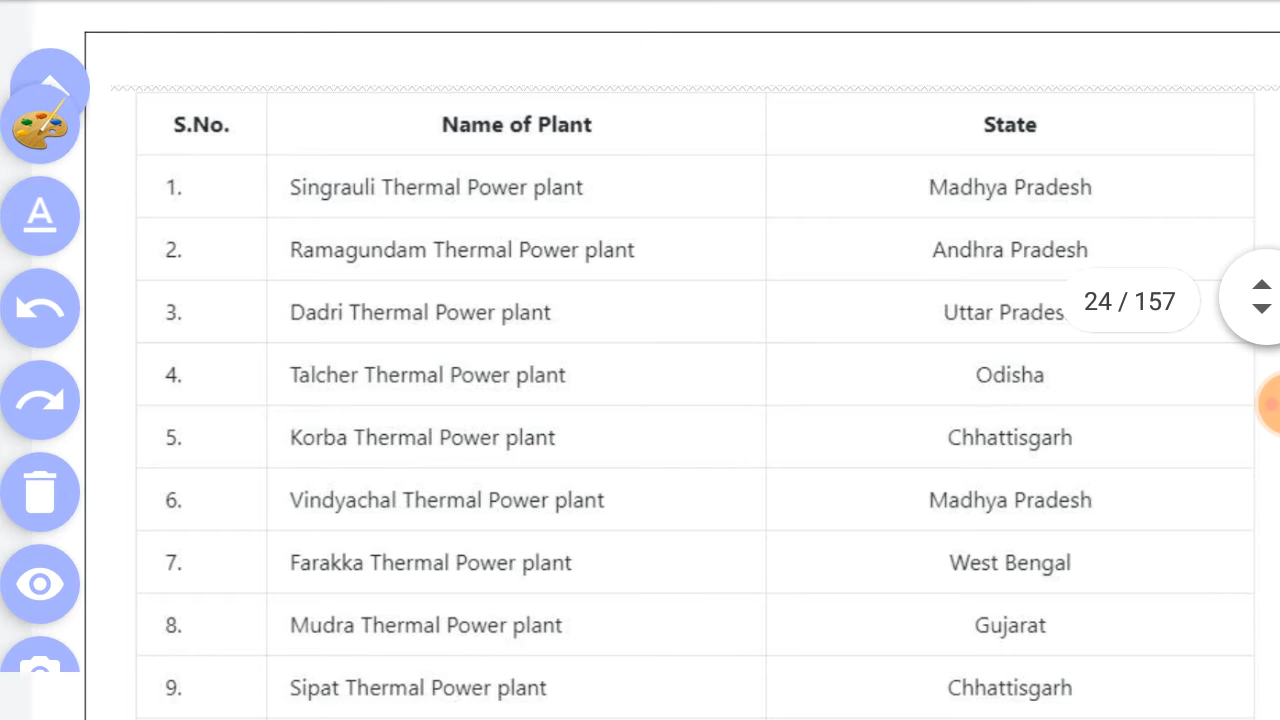 S.No. Name of Plant State
1. Singrauli Thermal Power plant Madhya Pradesh
2. Ramagundam Thermal Power plant Andhra Pradesh
3. Dadri Thermal Power plant Uttar Prades
24 / 157
4. Talcher Thermal Power plant Odisha
5. Korba Thermal Power plant Chhattisgarh
6. Vindyachal Thermal Power plant Madhya Pradesh
7. Farakka Thermal Power plant West Bengal
8. Mudra Thermal Power plant Gujarat
9. Sipat Thermal Power plant Chhattisgarh
A